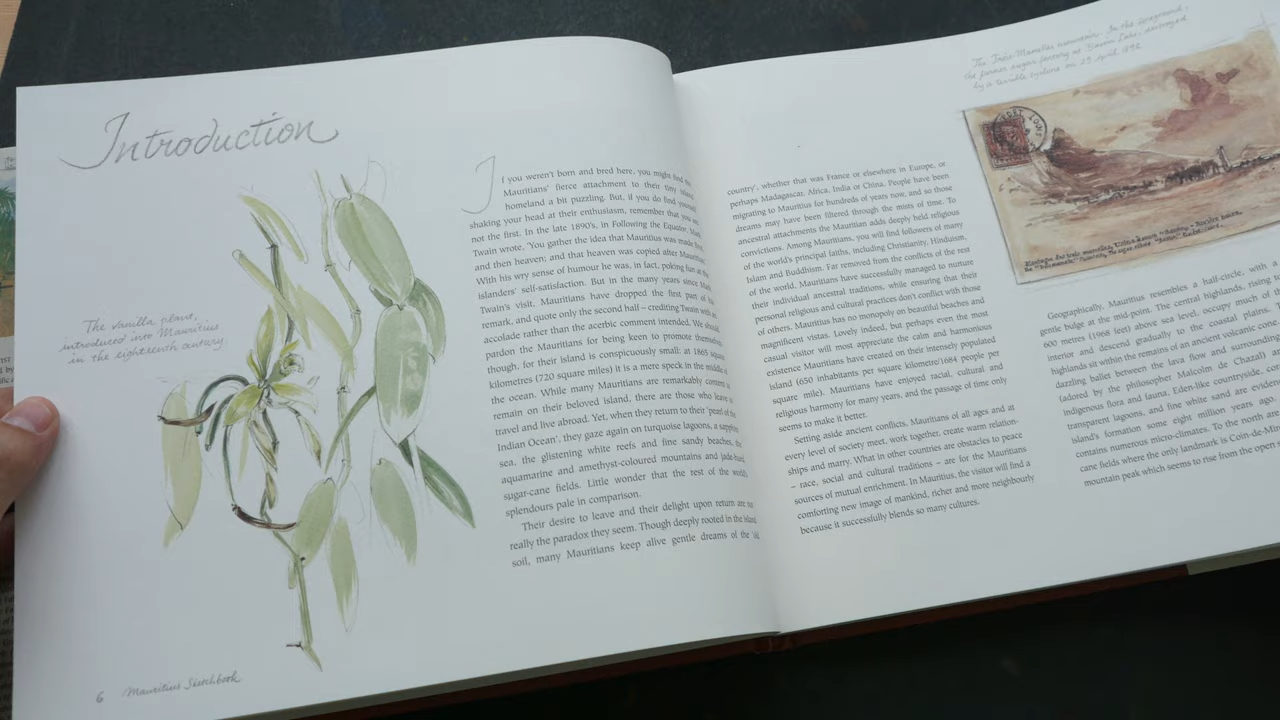 Introduction
The vanilla plant,
introduced into Mauritius
in the eighteenth century
If you weren't born and bred here, you might find the
Mauritians' fierce attachment to their tiny island
homeland a bit puzzling. But, if you do find yourself
shaking your head at their enthusiasm, remember that you are
not the first. In the late 1890's, in Following the Equator, Mark
Twain wrote, 'You gather the idea that Mauritius was made first,
and then heaven; and that heaven was copied after Mauritius.'
With his wry sense of humour he was, in fact, poking fun at the
islanders' self-satisfaction. But in the many years since Mark
Twain's visit, Mauritians have dropped the first part of his
remark, and quote only the second half – crediting Twain with an
accolade rather than the acerbic comment intended. We should
pardon the Mauritians for being keen to promote themselves
though, for their island is conspicuously small: at 1865 square
kilometres (720 square miles) it is a mere speck in the middle of
the ocean. While many Mauritians are remarkably content to
remain on their beloved island, there are those who leave to
travel and live abroad. Yet, when they return to their 'pearl of the
Indian Ocean', they gaze again on turquoise lagoons, a sapphire
sea, the glistening white reefs and fine sandy beaches, the
aquamarine and amethyst-coloured mountains and jade-hued
sugar-cane fields. Little wonder that the rest of the world's
splendours pale in comparison.
Their desire to leave and their delight upon return are not
really the paradox they seem. Though deeply rooted in the island
soil, many Mauritians keep alive gentle dreams of the 'old
6 Mauritius Sketchbook
country', whether that was France or elsewhere in Europe, or
perhaps Madagascar, Africa, India or China. People have been
migrating to Mauritius for hundreds of years now, and so those
dreams may have been filtered through the mists of time. To
ancestral attachments the Mauritian adds deeply held religious
convictions. Among Mauritians, you will find followers of many
of the world's principal faiths, including Christianity, Hinduism,
Islam and Buddhism. Far removed from the conflicts of the rest
of the world, Mauritians have successfully managed to nurture
their individual ancestral traditions, while ensuring that their
personal religious and cultural practices don't conflict with those
of others. Mauritius has no monopoly on beautiful beaches and
magnificent vistas. Lovely indeed, but perhaps even the most
casual visitor will most appreciate the calm and harmonious
existence Mauritians have created on their intensely populated
island (650 inhabitants per square kilometre/1684 people per
square mile). Mauritians have enjoyed racial, cultural and
religious harmony for many years, and the passage of time only
seems to make it better.
Setting aside ancient conflicts, Mauritians of all ages and at
every level of society meet, work together, create warm relation-
ships and marry. What in other countries are obstacles to peace
– race, social and cultural traditions – are for the Mauritians
sources of mutual enrichment. In Mauritius, the visitor will find a
comforting new image of mankind, richer and more neighbourly
because it successfully blends so many cultures.
The Trois-Mamelles mountain. In the foreground,
the former sugar factory at Bassin Lake, destroyed
by a terrible cyclone on 29 April 1892
Geographically, Mauritius resembles a half-circle, with a
gentle bulge at the mid-point. The central highlands, rising
600 metres (1968 feet) above sea level, occupy much of
interior and descend gradually to the coastal plains.
highlands sit within the remains of an ancient volcanic
dazzling ballet between the lava flow and
(adored by the philosopher Malcolm de Chazal)
indigenous flora and fauna. Eden-like countryside,
transparent lagoons, and fine white sand are
island's formation some eight million years ago.
contains numerous micro-climates. To the north are
cane fields where the only landmark is Coin-de-
mountain peak which seems to rise from the open